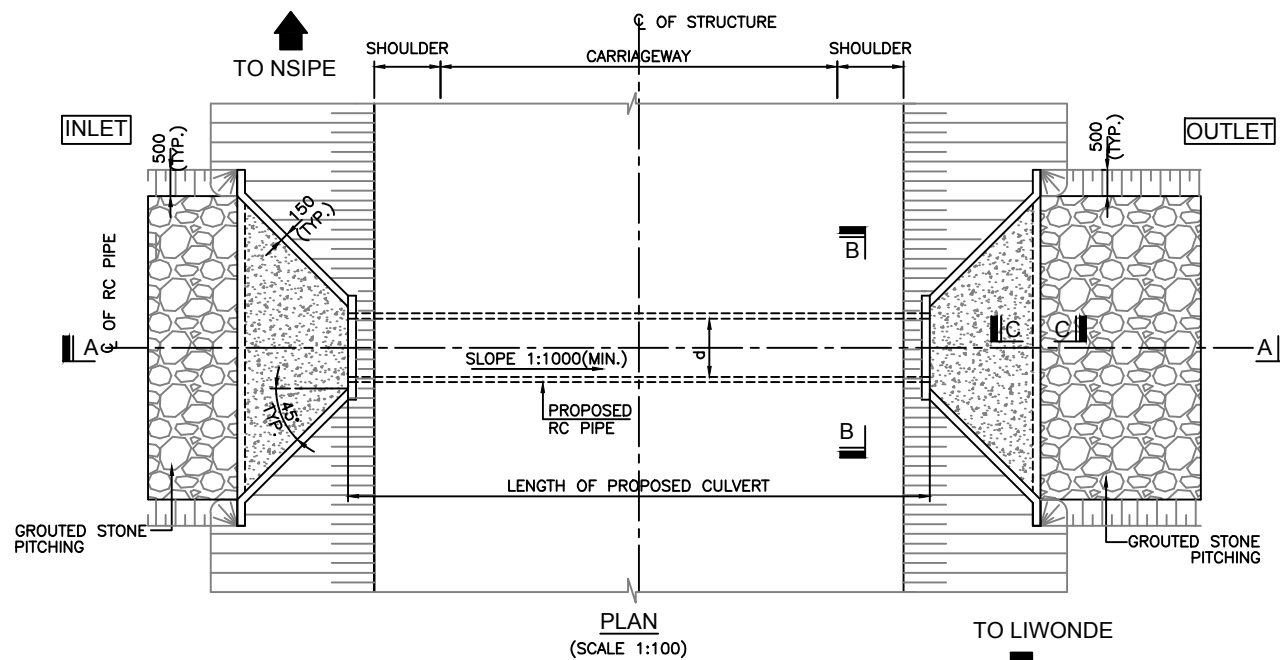 ℄ OF STRUCTURE
SHOULDER
CARRIAGEWAY
SHOULDER
TO NSIPE
INLET
OUTLET
500
(TYP.)
500
(TYP.)
150
(TYP.)
B
℄ OF RC PIPE
A
C
C
A
SLOPE 1:1000(MIN.)
d
45°
TYP.
PROPOSED
RC PIPE
B
LENGTH OF PROPOSED CULVERT
GROUTED STONE
PITCHING
GROUTED STONE
PITCHING
PLAN
(SCALE 1:100)
TO LIWONDE